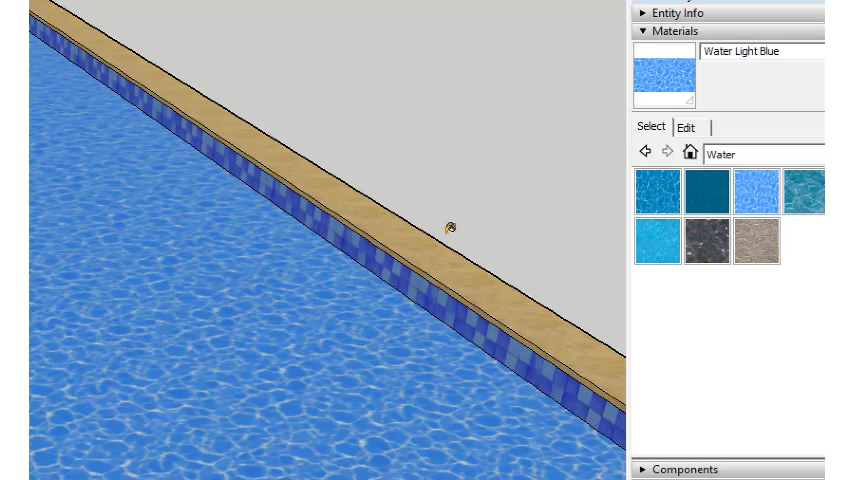 Entity Info
Materials
Water Light Blue
Select
Edit
Water
Components